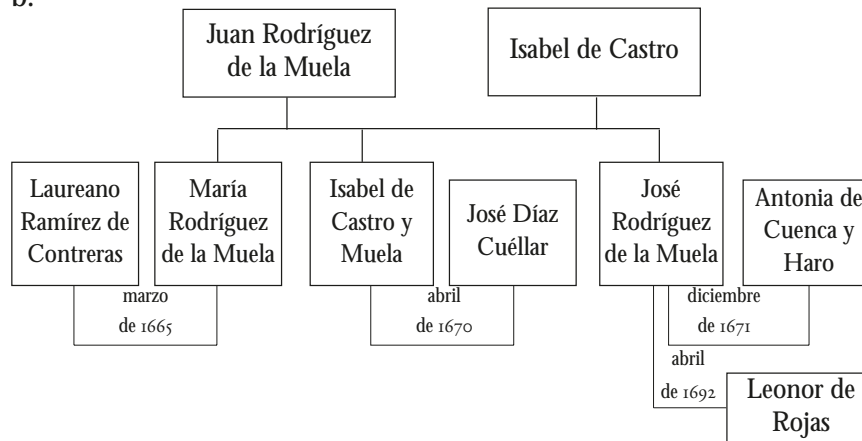 b.
Juan Rodríguez
de la Muela
Isabel de Castro
Laureano
Ramírez de
Contreras
María
Rodríguez
de la Muela
Isabel de
Castro y
Muela
José Díaz
Cuéllar
José
Rodríguez
de la Muela
Antonia de
Cuenca y
Haro
marzo
de 1665
abril
de 1670
diciembre
de 1671
abril
de 1692
Leonor de
Rojas